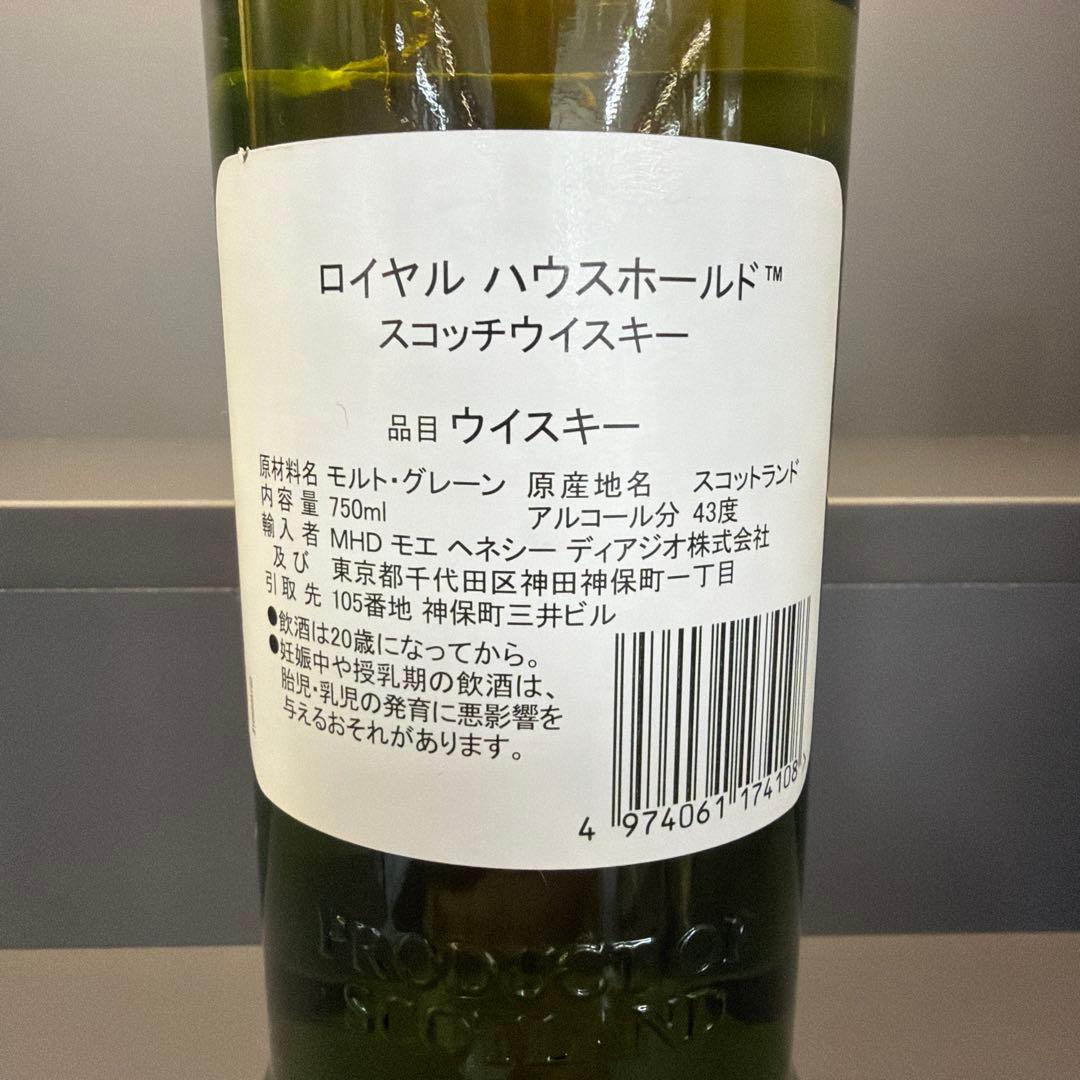 ロイヤル ハウスホールド™
スコッチウイスキー
品目 ウイスキー
原材料名 モルト・グレーン 原産地名 スコットランド
内容量 750ml アルコール分 43度
輸入者 MHD モエ ヘネシー ディアジオ株式会社
及び 東京都千代田区神田神保町一丁目
引取先 105番地 神保町三井ビル
●飲酒は20歳になってから。
●妊娠中や授乳期の飲酒は、
胎児・乳児の発育に悪影響を
与えるおそれがあります。
4 974061 174108 >
PRODUCT OF
SCOTLAND